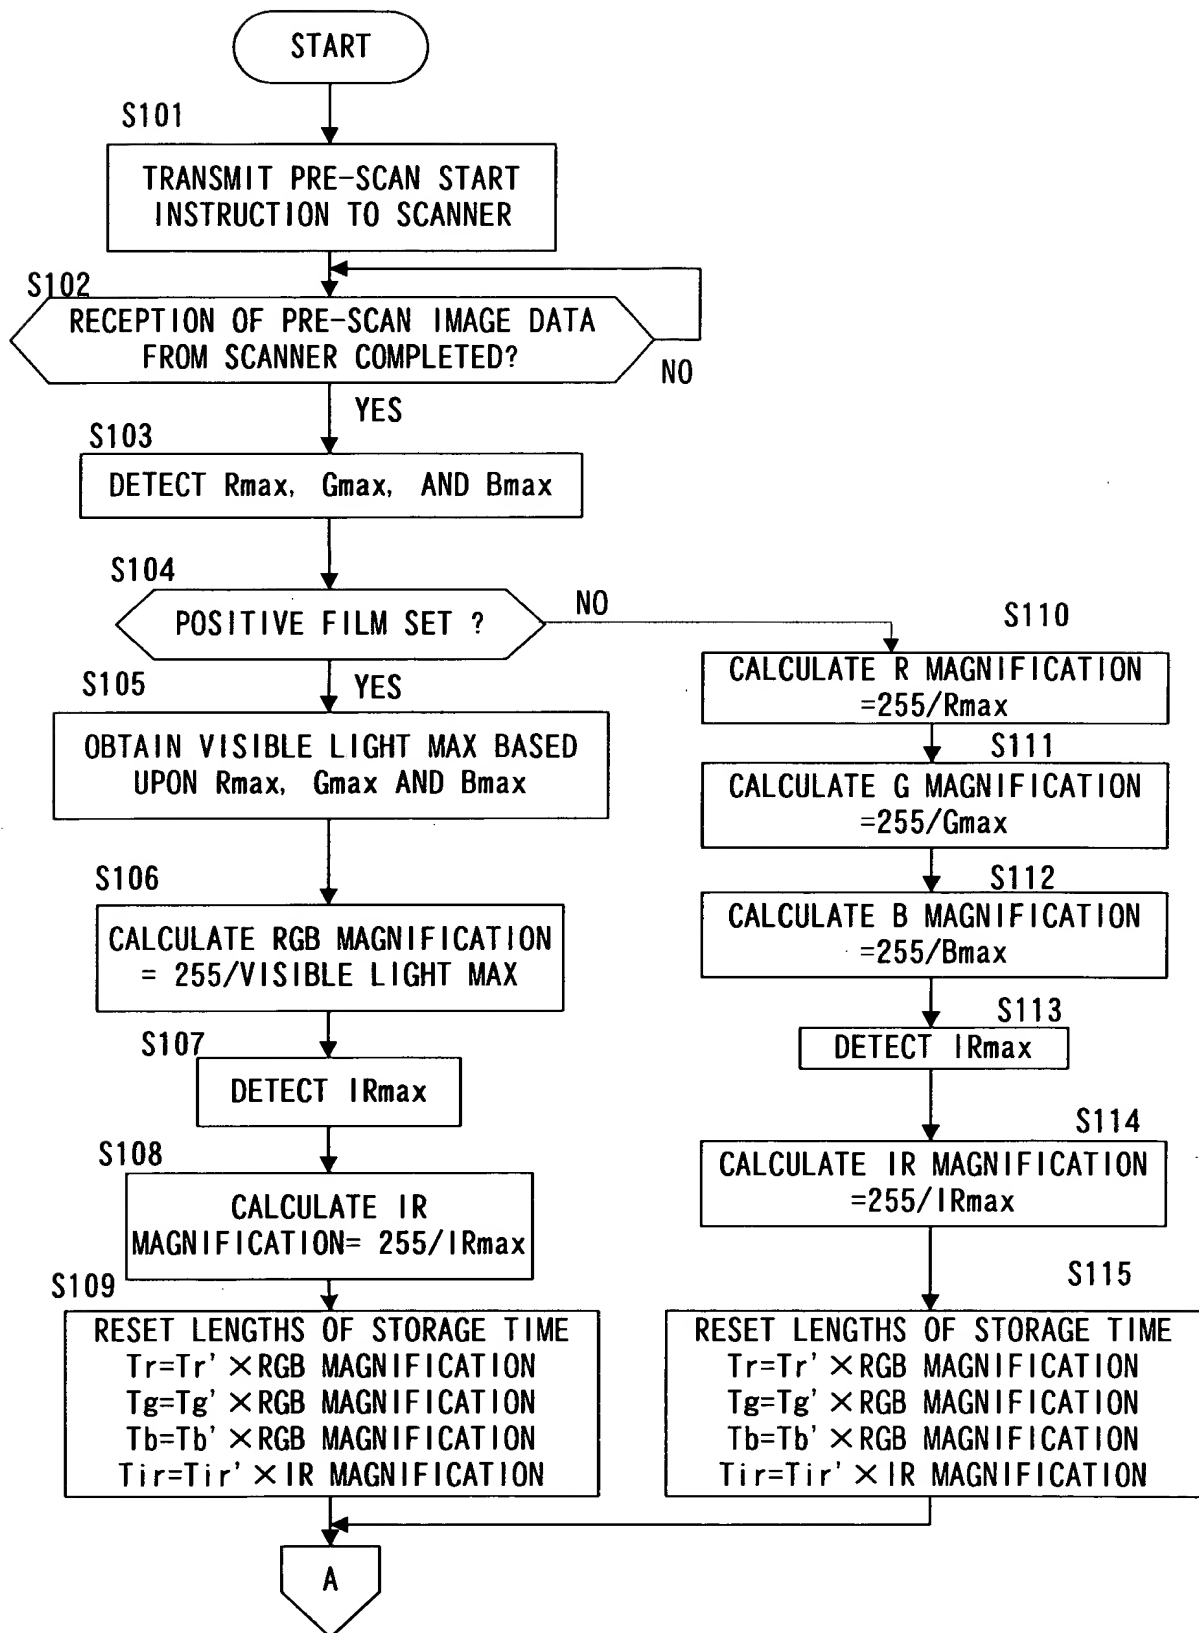 START
S101
TRANSMIT PRE-SCAN START
INSTRUCTION TO SCANNER
S102
RECEPTION OF PRE-SCAN IMAGE DATA
FROM SCANNER COMPLETED?
NO
YES
S103
DETECT Rmax, Gmax, AND Bmax
S104
POSITIVE FILM SET ?
NO
YES
S105
OBTAIN VISIBLE LIGHT MAX BASED
UPON Rmax, Gmax AND Bmax
S106
CALCULATE RGB MAGNIFICATION
= 255/VISIBLE LIGHT MAX
S107
DETECT IRmax
S108
CALCULATE IR
MAGNIFICATION= 255/IRmax
S109
RESET LENGTHS OF STORAGE TIME
Tr=Tr' ×RGB MAGNIFICATION
Tg=Tg' ×RGB MAGNIFICATION
Tb=Tb' ×RGB MAGNIFICATION
Tir=Tir' ×IR MAGNIFICATION
S110
CALCULATE R MAGNIFICATION
=255/Rmax
S111
CALCULATE G MAGNIFICATION
=255/Gmax
S112
CALCULATE B MAGNIFICATION
=255/Bmax
S113
DETECT IRmax
S114
CALCULATE IR MAGNIFICATION
=255/IRmax
S115
RESET LENGTHS OF STORAGE TIME
Tr=Tr' ×RGB MAGNIFICATION
Tg=Tg' ×RGB MAGNIFICATION
Tb=Tb' ×RGB MAGNIFICATION
Tir=Tir' ×IR MAGNIFICATION
A